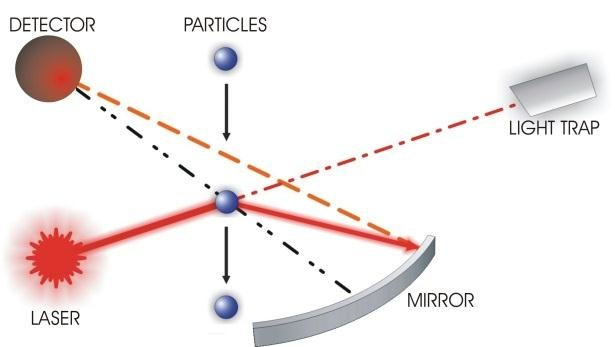 DETECTOR
PARTICLES
LIGHT TRAP
MIRROR
LASER